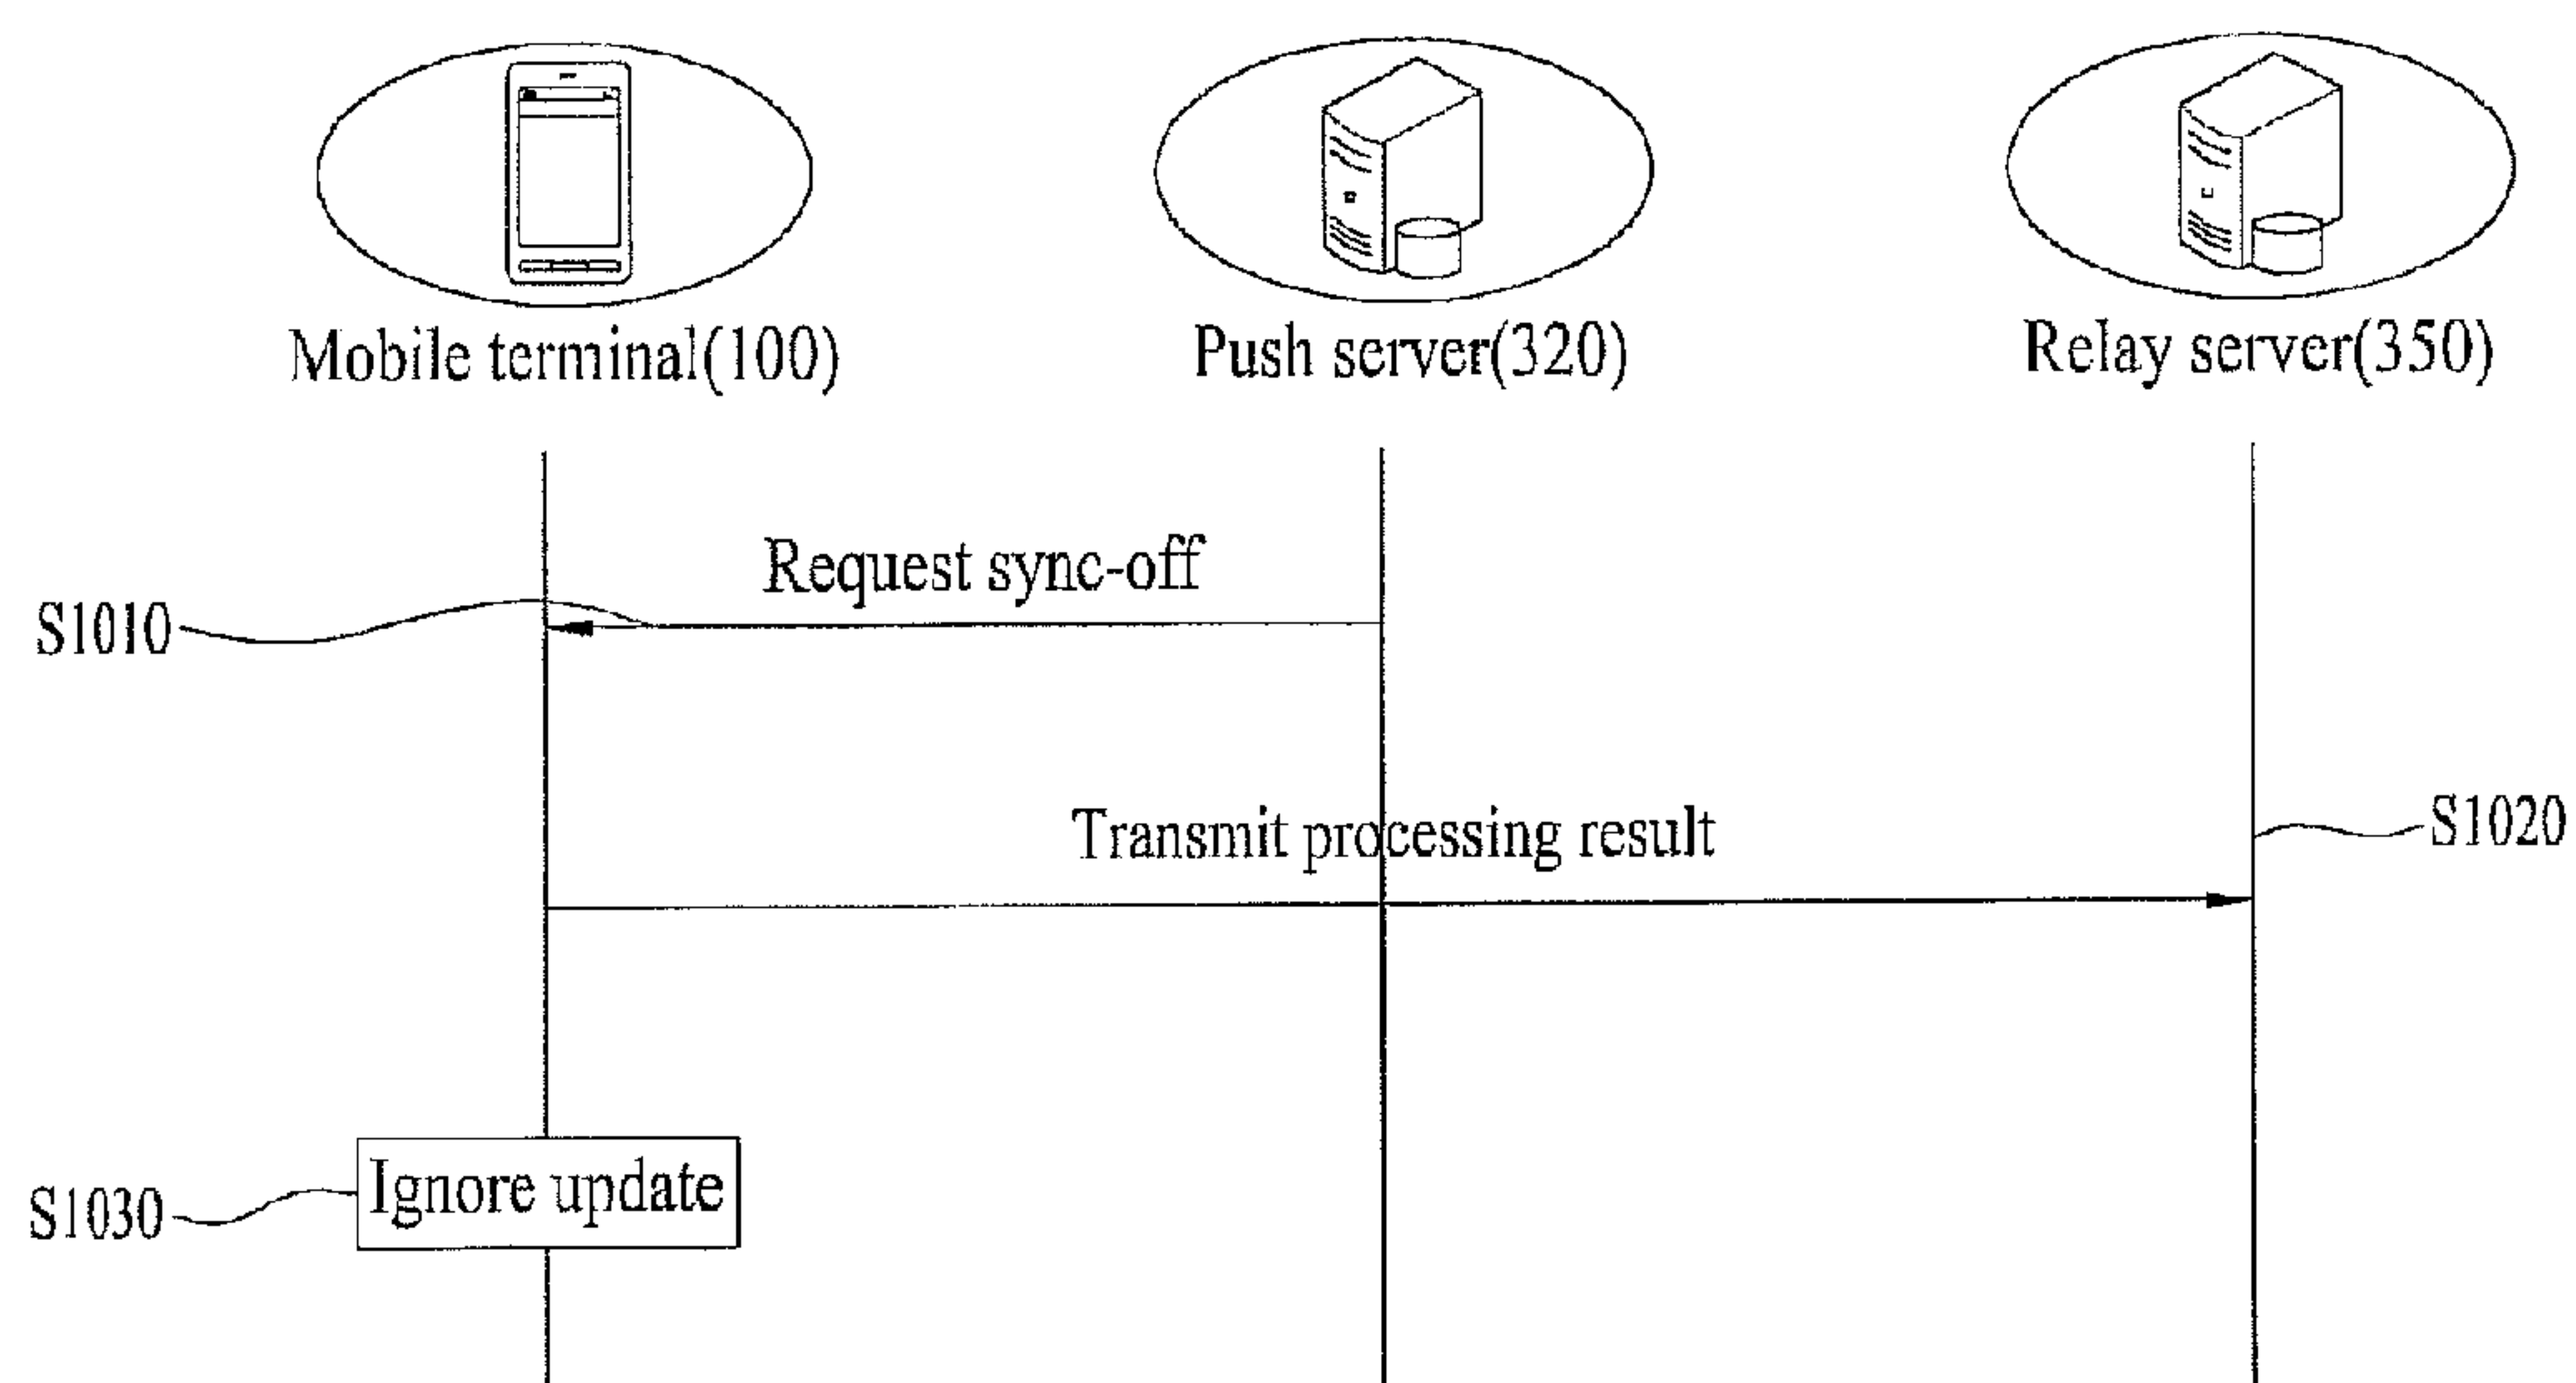 Mobile terminal(100)
Push server(320)
Relay server(350)
Request sync-off
S1010
Transmit processing result
S1020
Ignore update
S1030